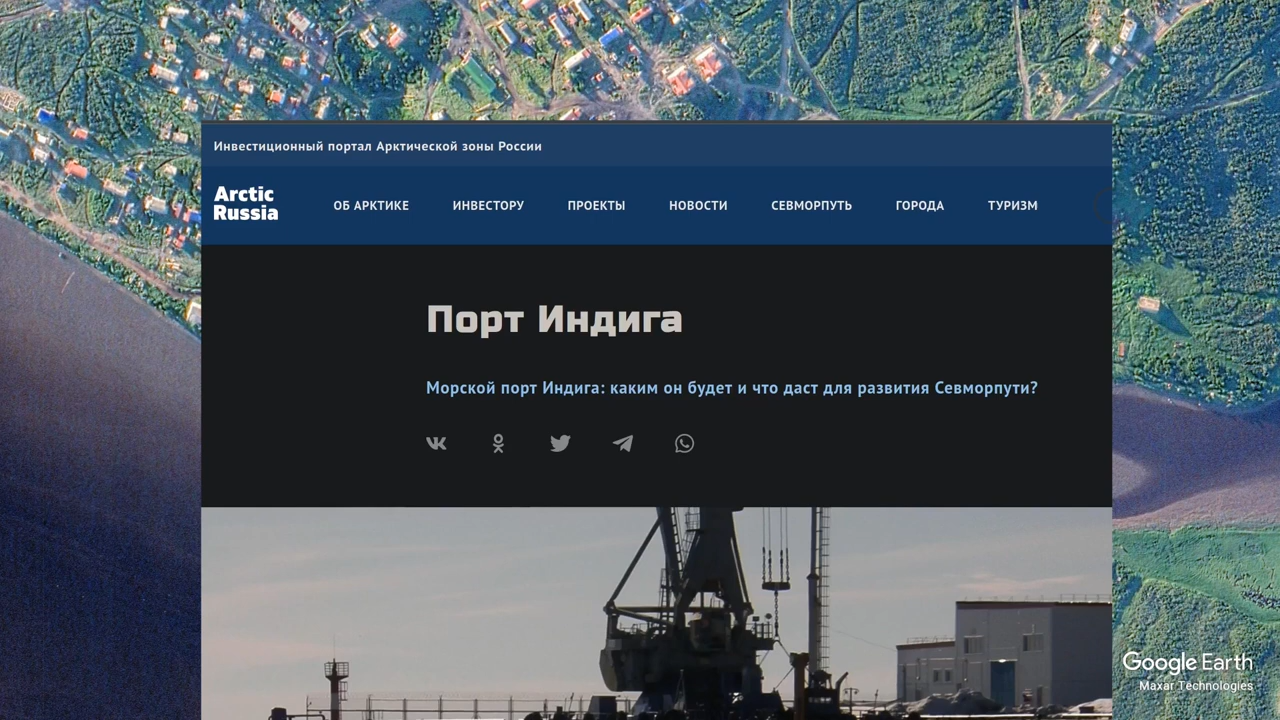 Инвестиционный портал Арктической зоны России
Arctic
Russia
ОБ АРКТИКЕ ИНВЕСТОРУ ПРОЕКТЫ НОВОСТИ СЕВМОРПУТЬ ГОРОДА ТУРИЗМ
Порт Индига
Морской порт Индига: каким он будет и что даст для развития Севморпути?
Google Earth
Maxar Technologies